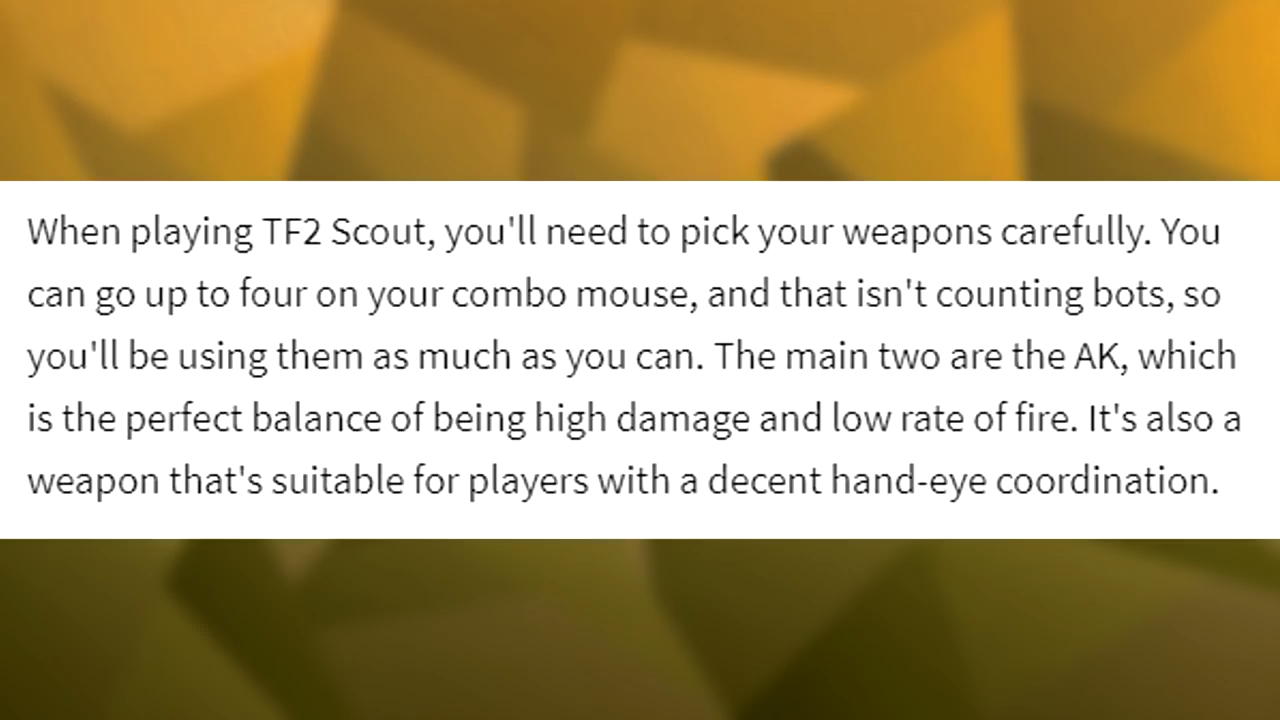 When playing TF2 Scout, you'll need to pick your weapons carefully. You
can go up to four on your combo mouse, and that isn't counting bots, so
you'll be using them as much as you can. The main two are the AK, which
is the perfect balance of being high damage and low rate of fire. It's also a
weapon that's suitable for players with a decent hand-eye coordination.